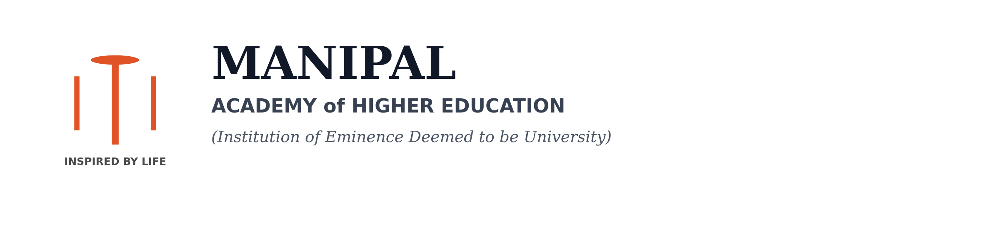 MANIPAL
ACADEMY of HIGHER EDUCATION
(Institution of Eminence Deemed to be University)
INSPIRED BY LIFE